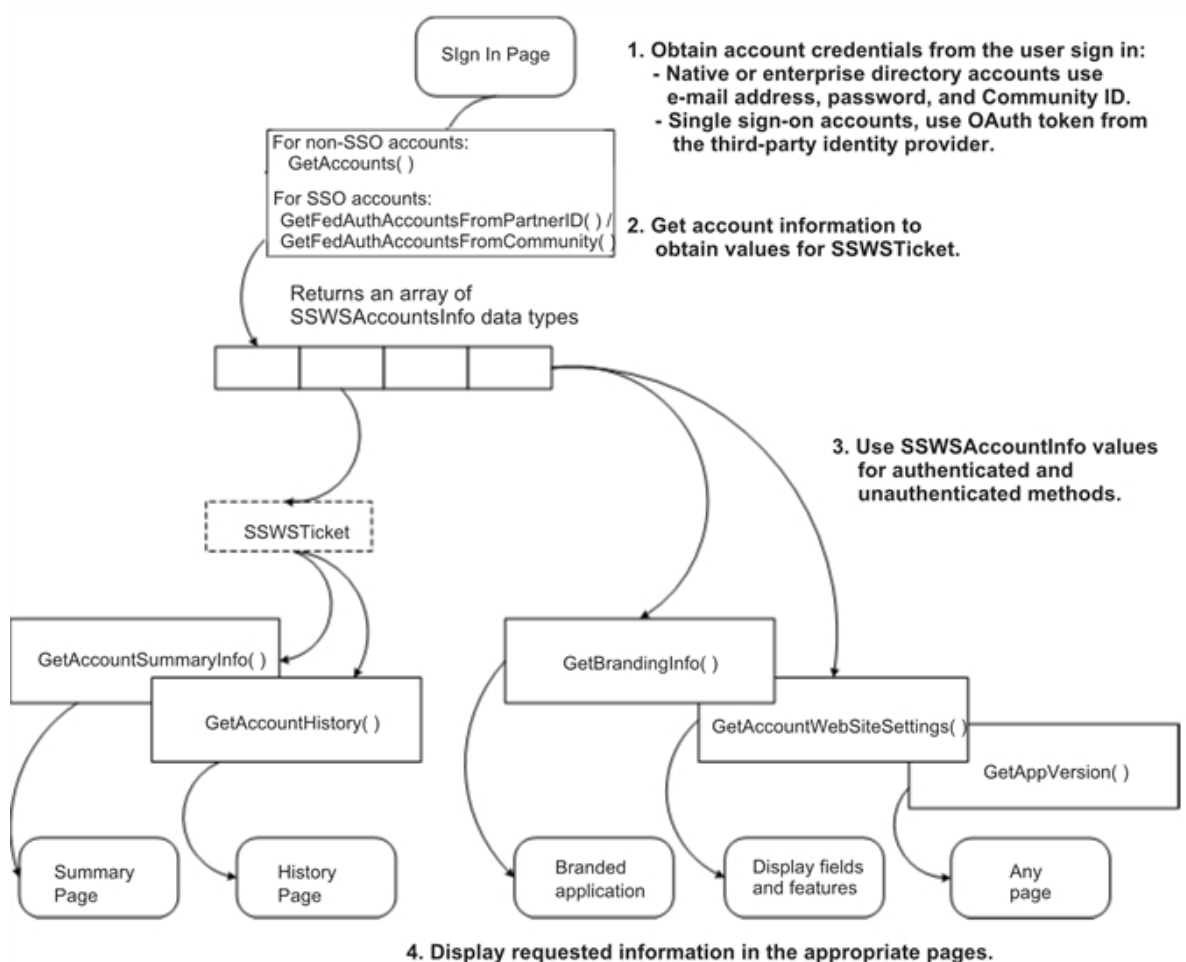 SIgn In Page
1. Obtain account credentials from the user sign in:
- Native or enterprise directory accounts use
e-mail address, password, and Community ID.
- Single sign-on accounts, use OAuth token from
the third-party identity provider.
For non-SSO accounts:
GetAccounts( )
For SSO accounts:
GetFedAuthAccountsFromPartnerID( ) /
GetFedAuthAccountsFromCommunity( )
2. Get account information to
obtain values for SSWSTicket.
Returns an array of
SSWSAccountsInfo data types
3. Use SSWSAccountInfo values
for authenticated and
unauthenticated methods.
SSWSTicket
GetAccountSummaryInfo( )
GetAccountHistory( )
GetBrandingInfo( )
GetAccountWebSiteSettings( )
GetAppVersion( )
Summary
Page
History
Page
Branded
application
Display fields
and features
Any
page
4. Display requested information in the appropriate pages.